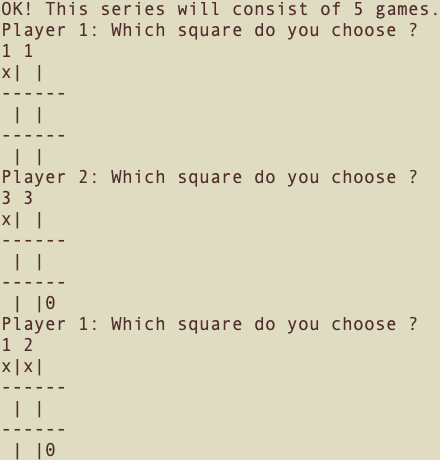 OK! This series will consist of 5 games.
Player 1: Which square do you choose ?
1 1
x| |
------
 | |
------
 | |
Player 2: Which square do you choose ?
3 3
x| |
------
 | |
------
 | |0
Player 1: Which square do you choose ?
1 2
x|x|
------
 | |
------
 | |0